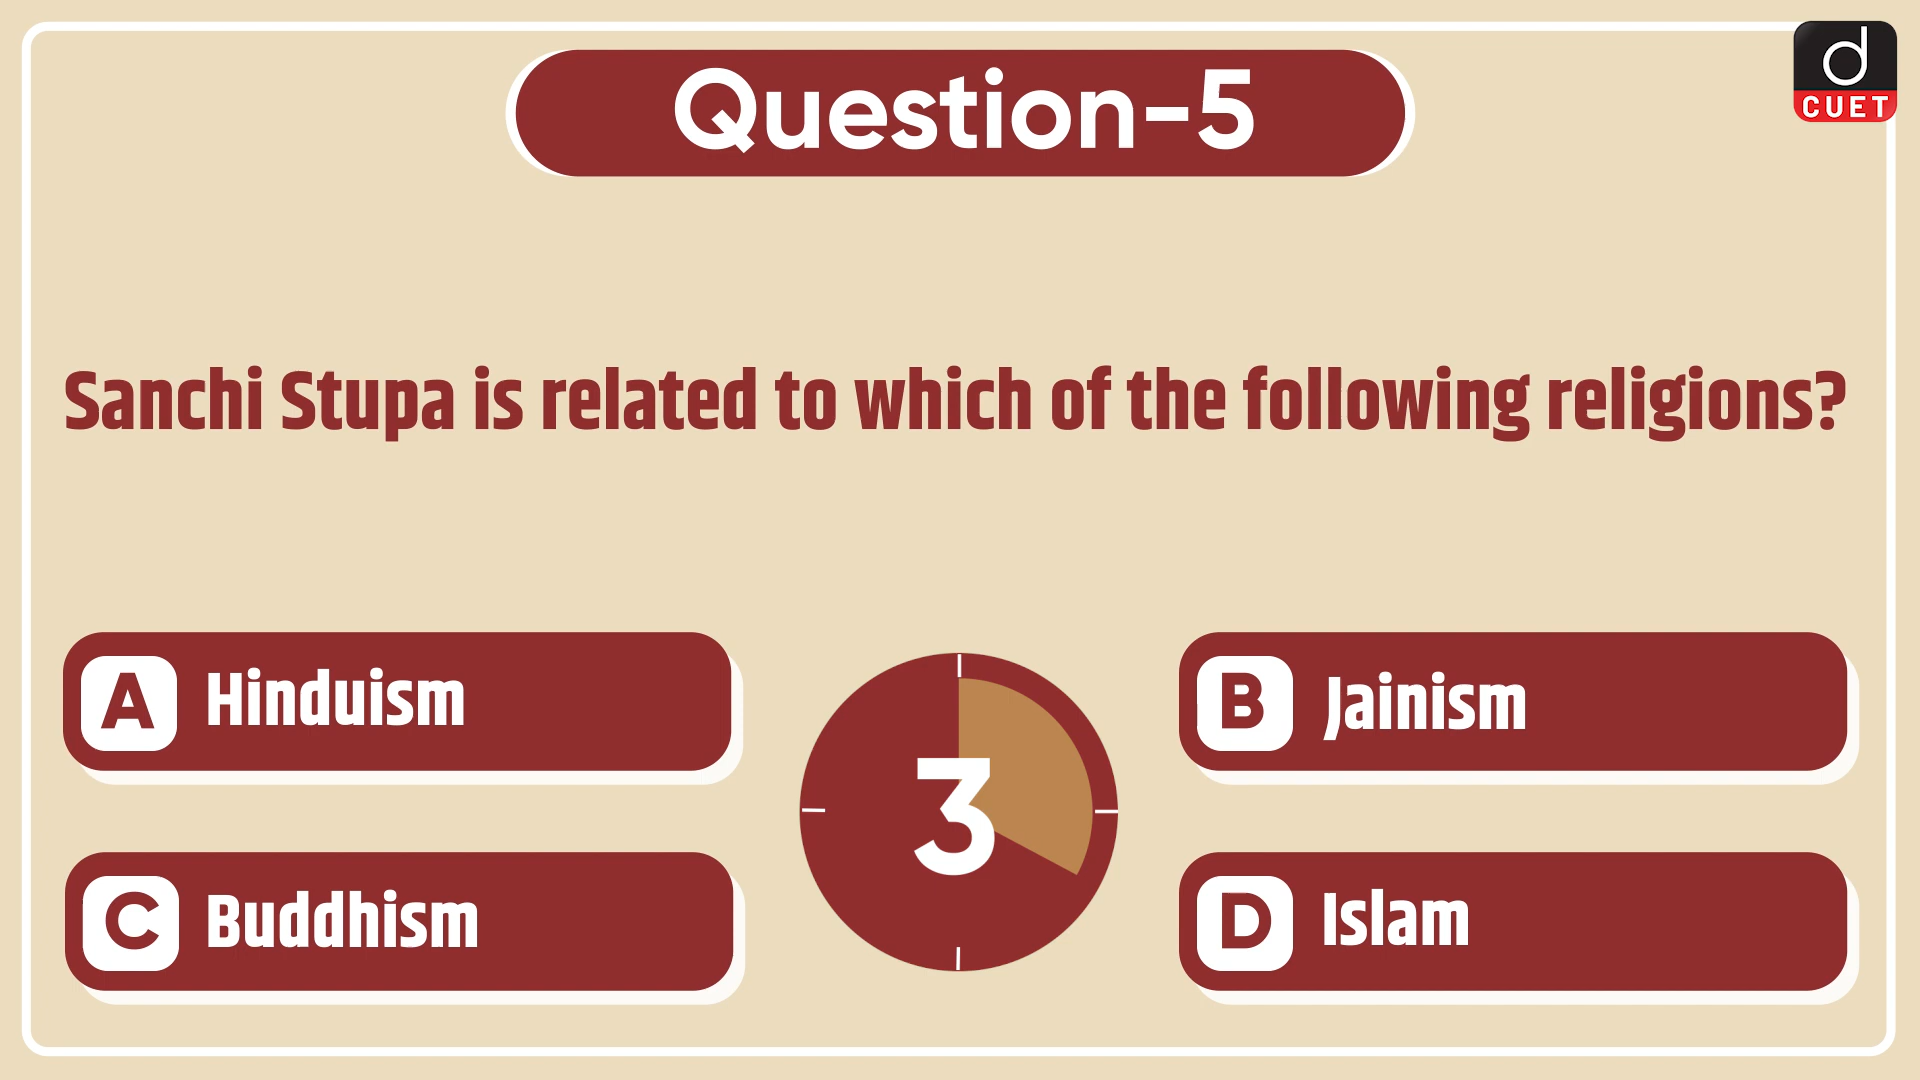 Question-5
d
CUET
Sanchi Stupa is related to which of the following religions?
A Hinduism
B Jainism
3
C Buddhism
D Islam